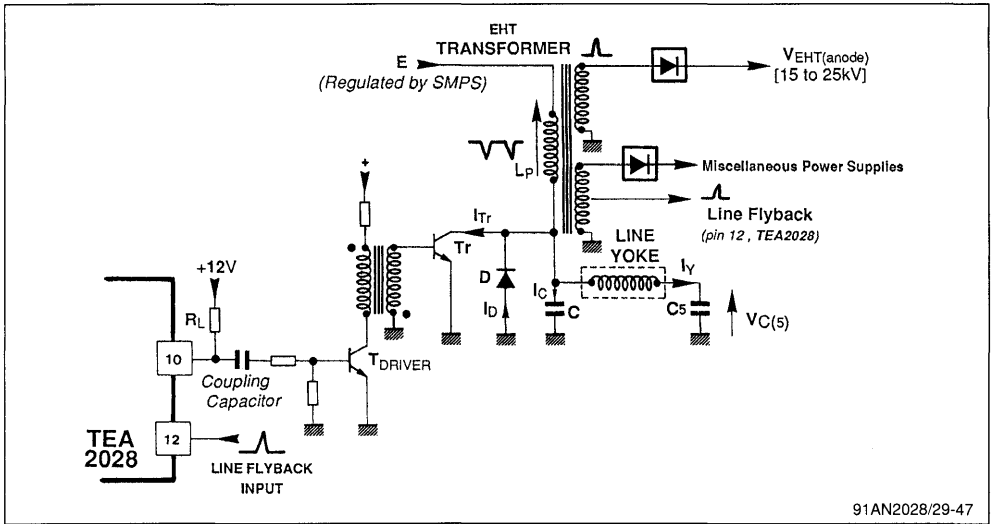 EHT
TRANSFORMER
E
(Regulated by SMPS)
VEHT(anode)
[15 to 25kV]
LP
Miscellaneous Power Supplies
Line Flyback
(pin 12 , TEA2028)
+
ITr
Tr
LINE
YOKE
D
ID
IC
C
IY
C5
VC(5)
+12V
RL
10
Coupling
Capacitor
TDRIVER
TEA
2028
12
LINE FLYBACK
INPUT
91AN2028/29-47